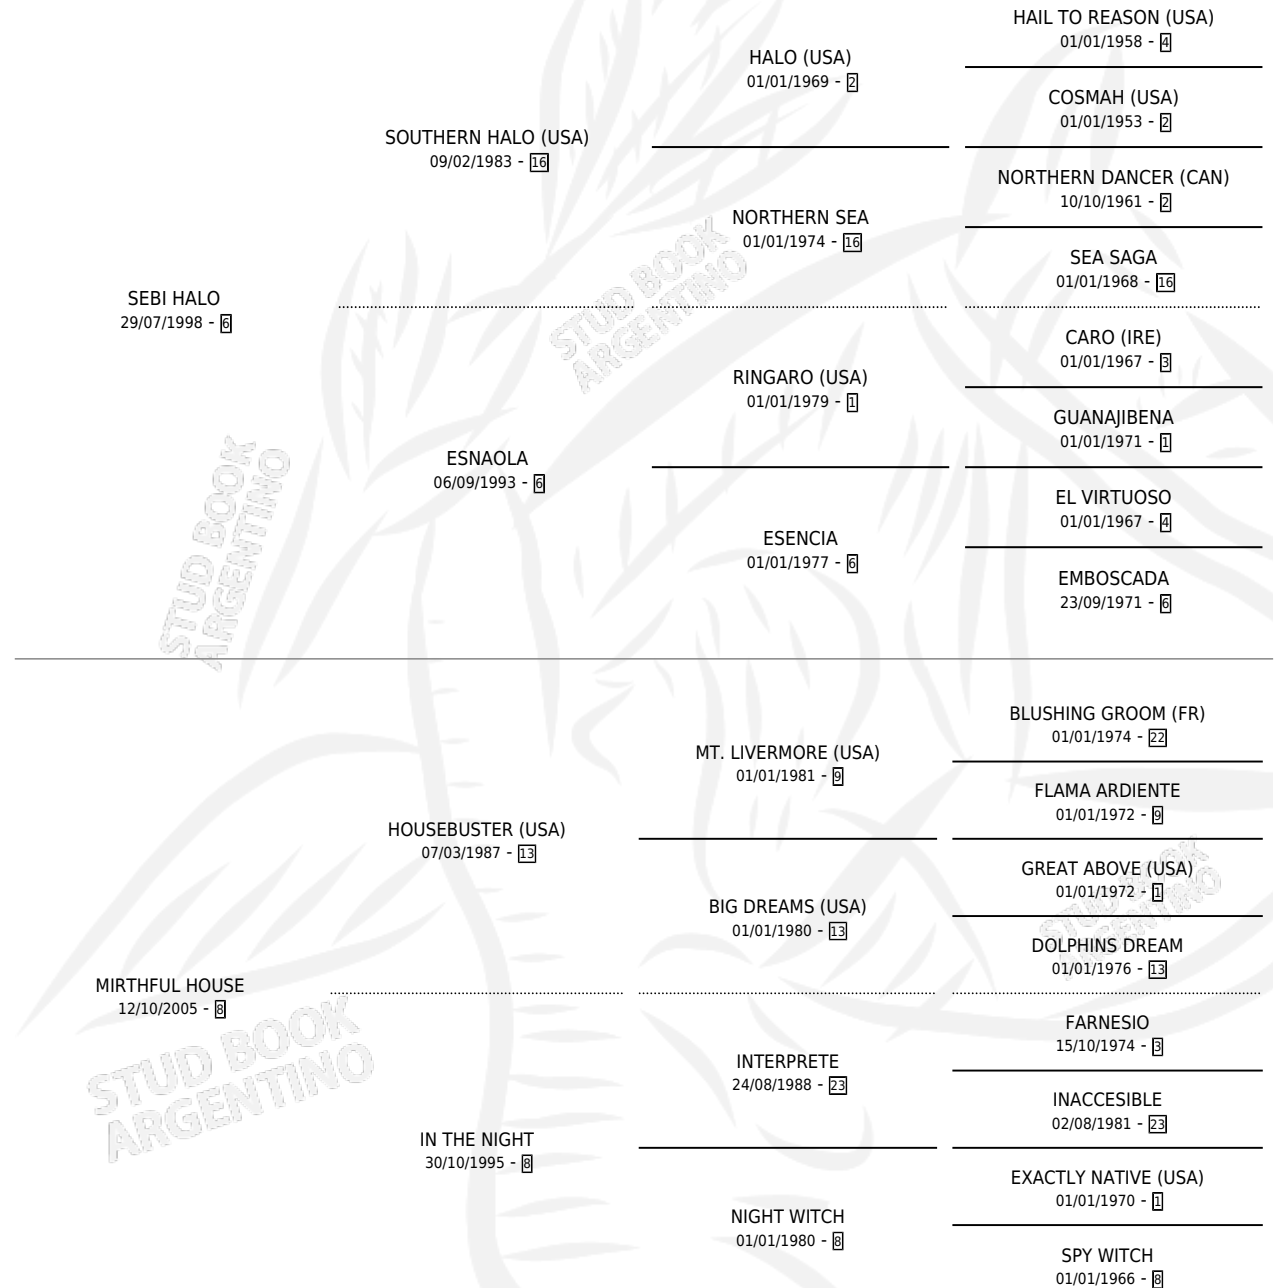 HAIL TO REASON (USA)
01/01/1958 - 4
HALO (USA)
01/01/1969 - 2
COSMAH (USA)
01/01/1953 - 2
SOUTHERN HALO (USA)
09/02/1983 - 16
NORTHERN DANCER (CAN)
10/10/1961 - 2
NORTHERN SEA
01/01/1974 - 16
SEA SAGA
01/01/1968 - 16
SEBI HALO
29/07/1998 - 6
STUD BOOK
ARGENTINO
CARO (IRE)
01/01/1967 - 3
RINGARO (USA)
01/01/1979 - 1
GUANAJIBENA
01/01/1971 - 1
ESNAOLA
06/09/1993 - 6
EL VIRTUOSO
01/01/1967 - 4
ESENCIA
01/01/1977 - 6
EMBOSCADA
23/09/1971 - 6
STUD BOOK
ARGENTINO
BLUSHING GROOM (FR)
01/01/1974 - 22
MT. LIVERMORE (USA)
01/01/1981 - 9
FLAMA ARDIENTE
01/01/1972 - 9
HOUSEBUSTER (USA)
07/03/1987 - 13
GREAT ABOVE (USA)
01/01/1972 - 1
BIG DREAMS (USA)
01/01/1980 - 13
STUD BOOK
ARGENTINO
DOLPHINS DREAM
01/01/1976 - 13
MIRTHFUL HOUSE
12/10/2005 - 8
STUD BOOK
ARGENTINO
FARNESIO
15/10/1974 - 3
INTERPRETE
24/08/1988 - 23
INACCESIBLE
02/08/1981 - 23
IN THE NIGHT
30/10/1995 - 8
EXACTLY NATIVE (USA)
01/01/1970 - 1
NIGHT WITCH
01/01/1980 - 8
SPY WITCH
01/01/1966 - 8